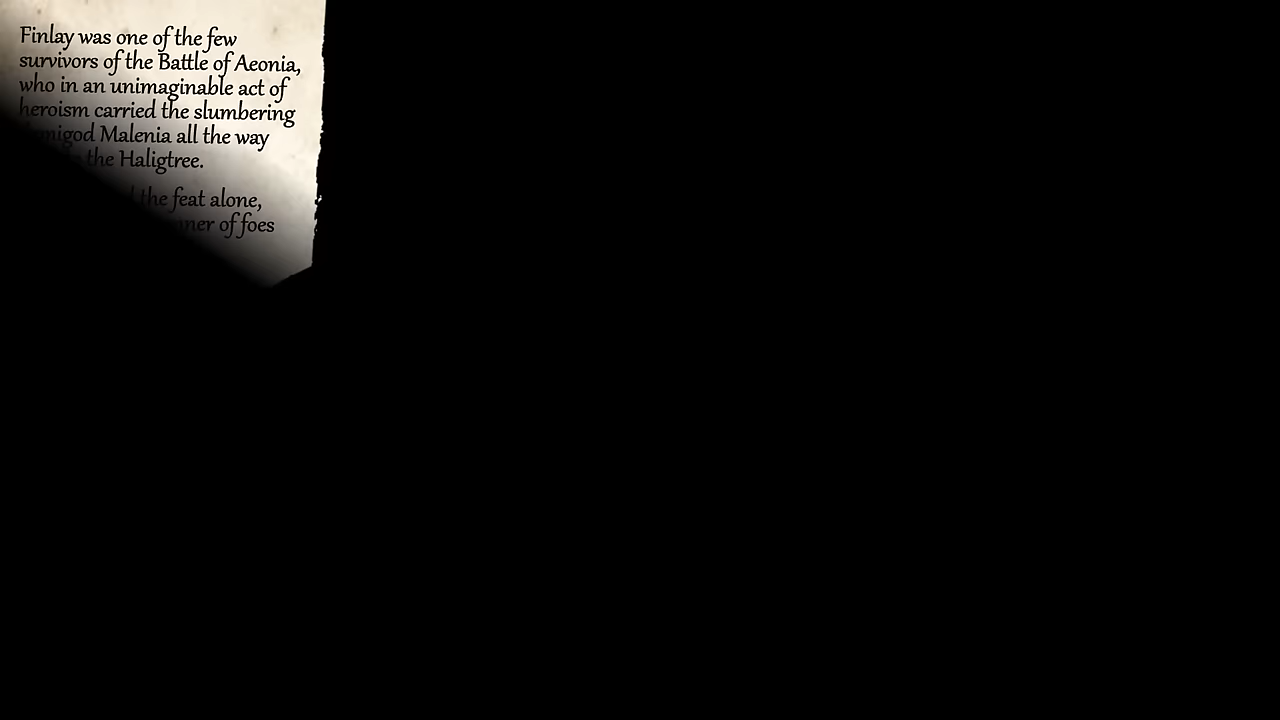 Finlay was one of the few
survivors of the Battle of Aeonia,
who in an unimaginable act of
heroism carried the slumbering
demigod Malenia all the way
the Haligtree.
the feat alone,
of foes